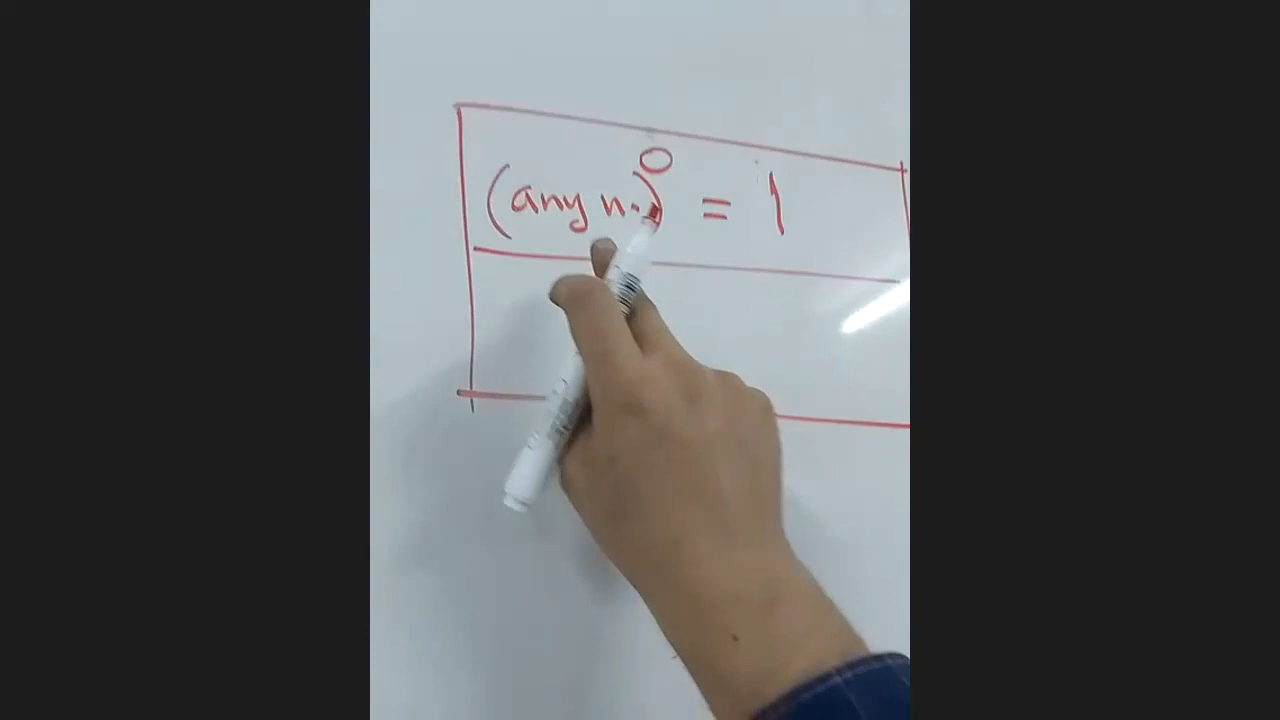 (any n.)⁰ = 1